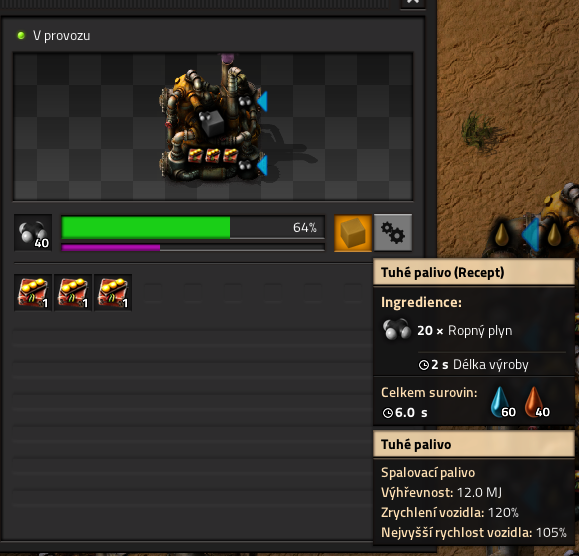 V provozu
40
64%
1 1 1
Tuhé palivo (Recept)
Ingredience:
20 × Ropný plyn
2 s Délka výroby
Celkem surovin:
6.0 s 60 40
Tuhé palivo
Spalovací palivo
Výhřevnost: 12.0 MJ
Zrychlení vozidla: 120%
Nejvyšší rychlost vozidla: 105%